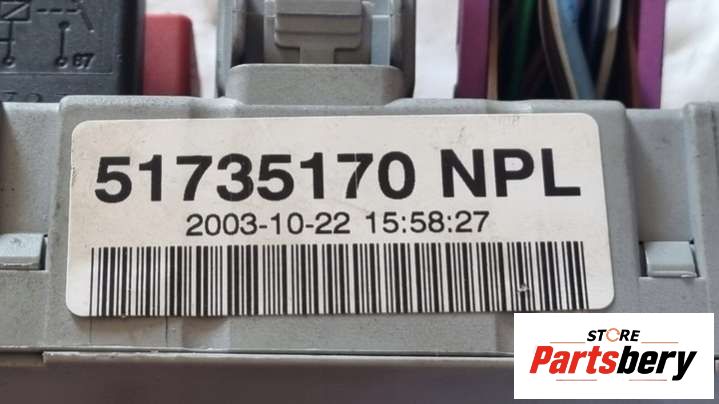 87
51735170 NPL
2003-10-22 15:58:27
STORE
Partsbery